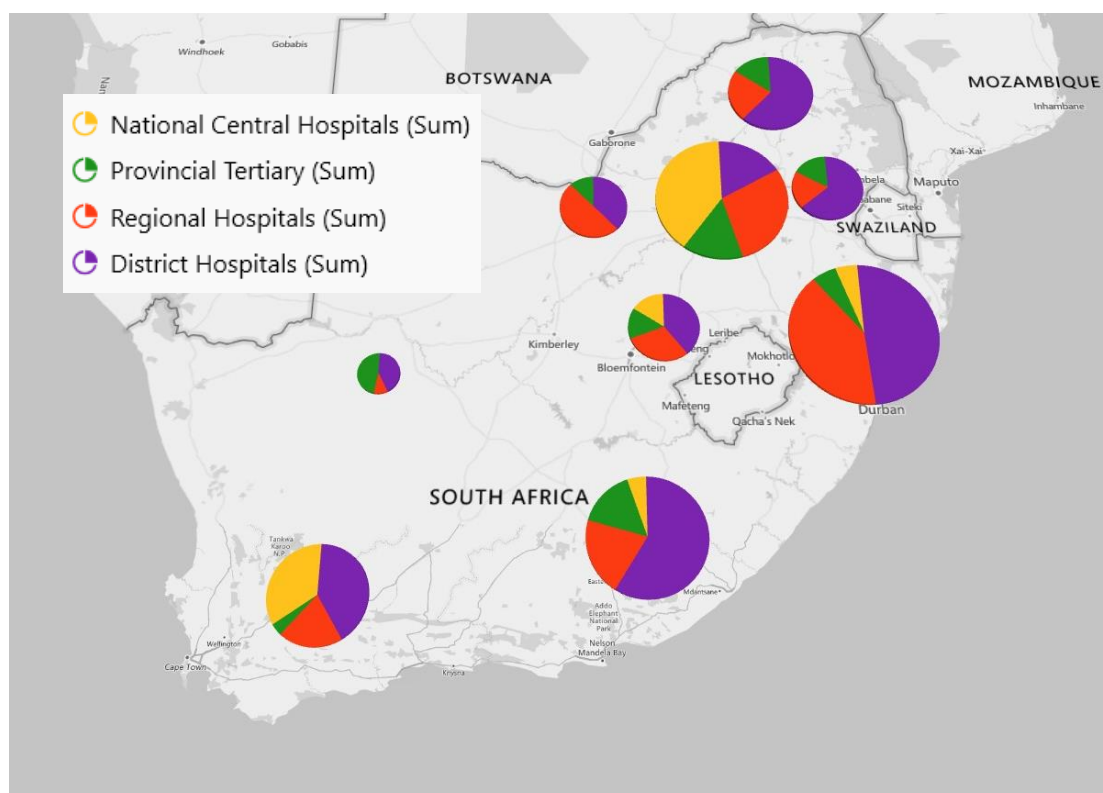 Windhoek
Gobabis
BOTSWANA
MOZAMBIQUE
Inhambane
National Central Hospitals (Sum)
Provincial Tertiary (Sum)
Regional Hospitals (Sum)
District Hospitals (Sum)
Gaborone
Xai-Xai
Maputo
Siteki
SWAZILAND
Kimberley
Bloemfontein
Leribe
Mokhotlo
LESOTHO
Mafeteng
Qacha's Nek
Durban
SOUTH AFRICA
Tankwa
Karoo
N.P.
Mdantsane
Addo
Elephant
National
Park
Nelson
Mandela Bay
Wellington
Cape Town
Knysna